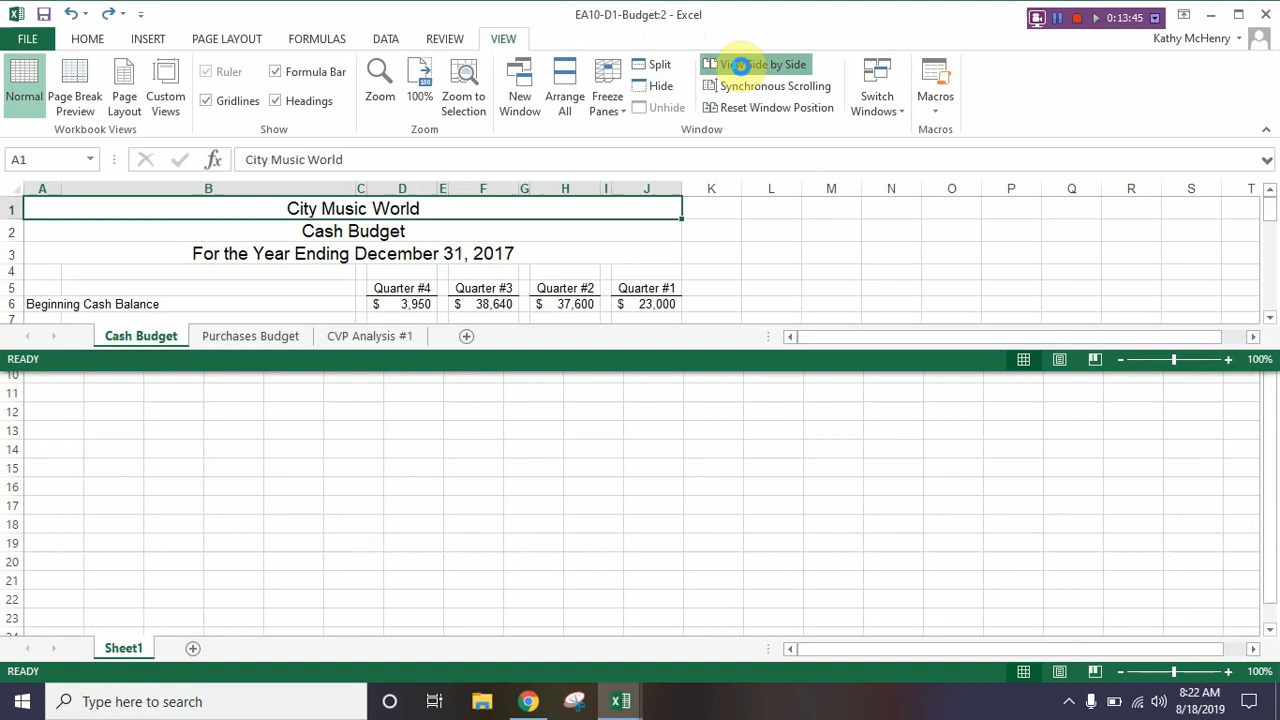 EA10-D1-Budget:2 - Excel
00:13:45
FILE HOME INSERT PAGE LAYOUT FORMULAS DATA REVIEW VIEW Kathy McHenry
Normal Page Break Preview Page Layout Custom Views
Workbook Views
Rules Formula Bar
Gridlines Headings
Show
Zoom 100% Zoom to Selection
Zoom
New Window Arrange All Freeze Panes
Split
Hide
Unhide
View Side by Side
Synchronous Scrolling
Reset Window Position
Switch Windows
Window
Macros
Macros
A1 fx City Music World
A B C D E F G H I J K L M N O P Q R S T
1 City Music World
2 Cash Budget
3 For the Year Ending December 31, 2017
4
5 Quarter #4 Quarter #3 Quarter #2 Quarter #1
6 Beginning Cash Balance $ 3,950 $ 38,640 $ 37,600 $ 23,000
7
Cash Budget Purchases Budget CVP Analysis #1
READY 100%
10
11
12
13
14
15
16
17
18
19
20
21
22
23
24
Sheet1
READY 100%
Type here to search
8:22 AM
8/18/2019